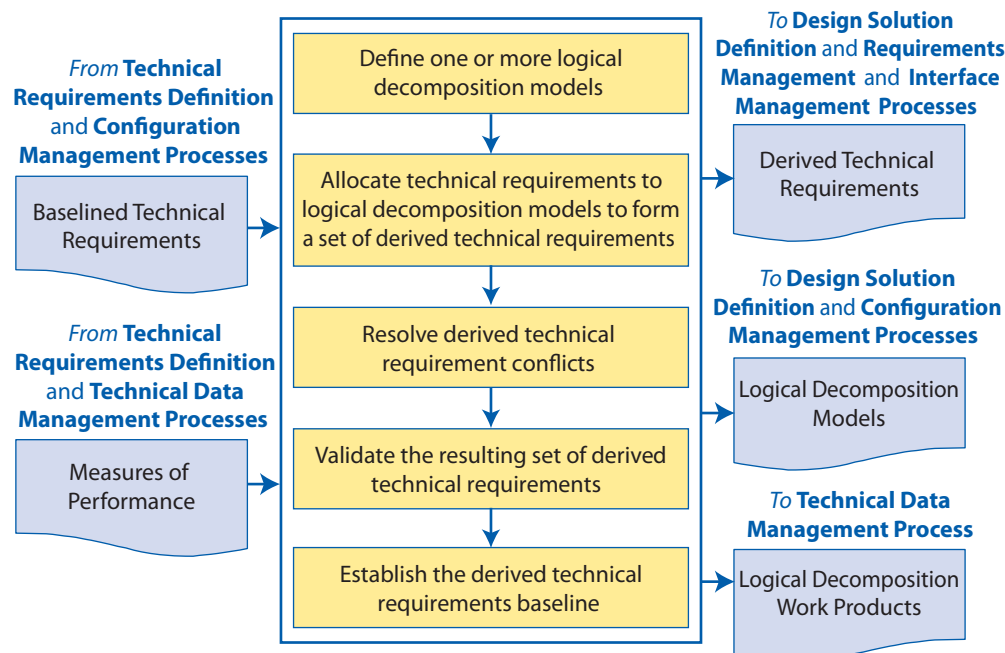 From Technical
Requirements Definition
and Configuration
Management Processes
Baselined Technical
Requirements
From Technical
Requirements Definition
and Technical Data
Management Processes
Measures of
Performance
Define one or more logical
decomposition models
Allocate technical requirements to
logical decomposition models to form
a set of derived technical requirements
Resolve derived technical
requirement conflicts
Validate the resulting set of derived
technical requirements
Establish the derived technical
requirements baseline
To Design Solution
Definition and Requirements
Management and Interface
Management Processes
Derived Technical
Requirements
To Design Solution
Definition and Configuration
Management Processes
Logical Decomposition
Models
To Technical Data
Management Process
Logical Decomposition
Work Products